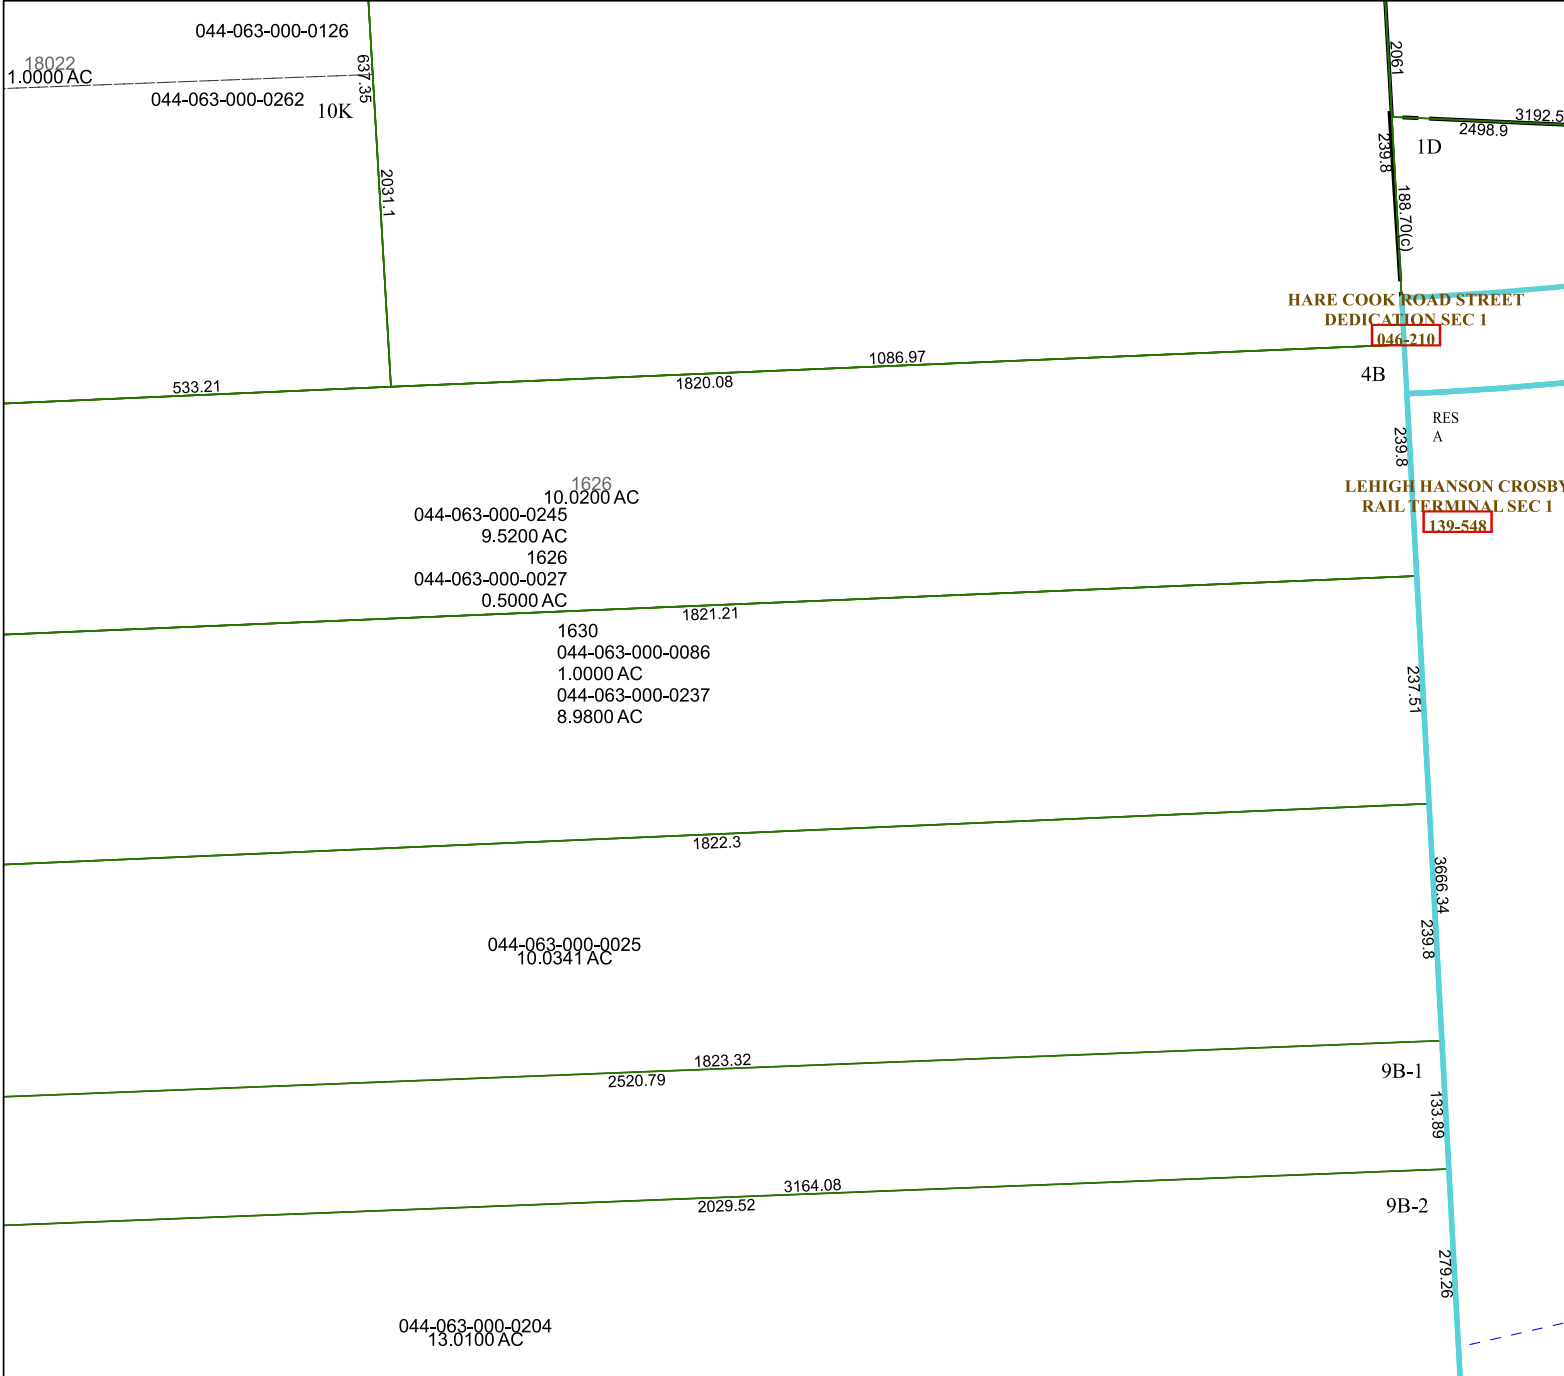 044-063-000-0126
18022
1.0000 AC
044-063-000-0262
10K
637.35
2031.1
2061
3192.5
2498.9
1D
239.8
188.70(c)
HARE COOK ROAD STREET
DEDICATION SEC 1
046-210
1086.97
533.21
1820.08
4B
RES
A
239.8
LEHIGH HANSON CROSBY
RAIL TERMINAL SEC 1
139-548
1626
10.0200 AC
044-063-000-0245
9.5200 AC
1626
044-063-000-0027
0.5000 AC
1821.21
1630
044-063-000-0086
1.0000 AC
044-063-000-0237
8.9800 AC
237.51
1822.3
3666.34
239.8
044-063-000-0025
10.0341 AC
1823.32
2520.79
9B-1
133.89
3164.08
2029.52
9B-2
279.26
044-063-000-0204
13.0100 AC